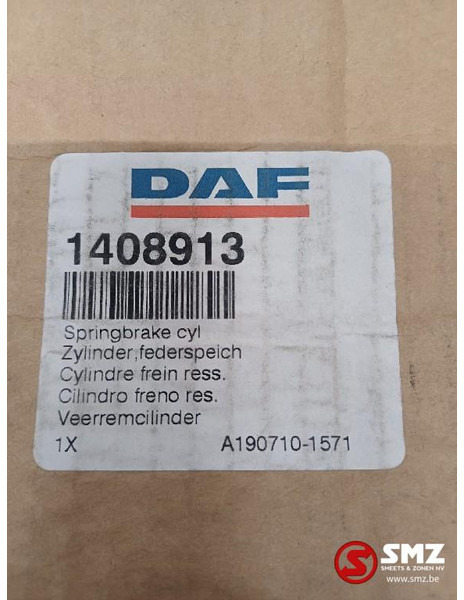 DAF
1408913
Springbrake cyl
Zylinder,federspeich
Cylindre frein ress.
Cilindro freno res.
Veerremcilinder
1X A190710-1571
SMZ
SMEETS & ZONEN NV
www.smz.be